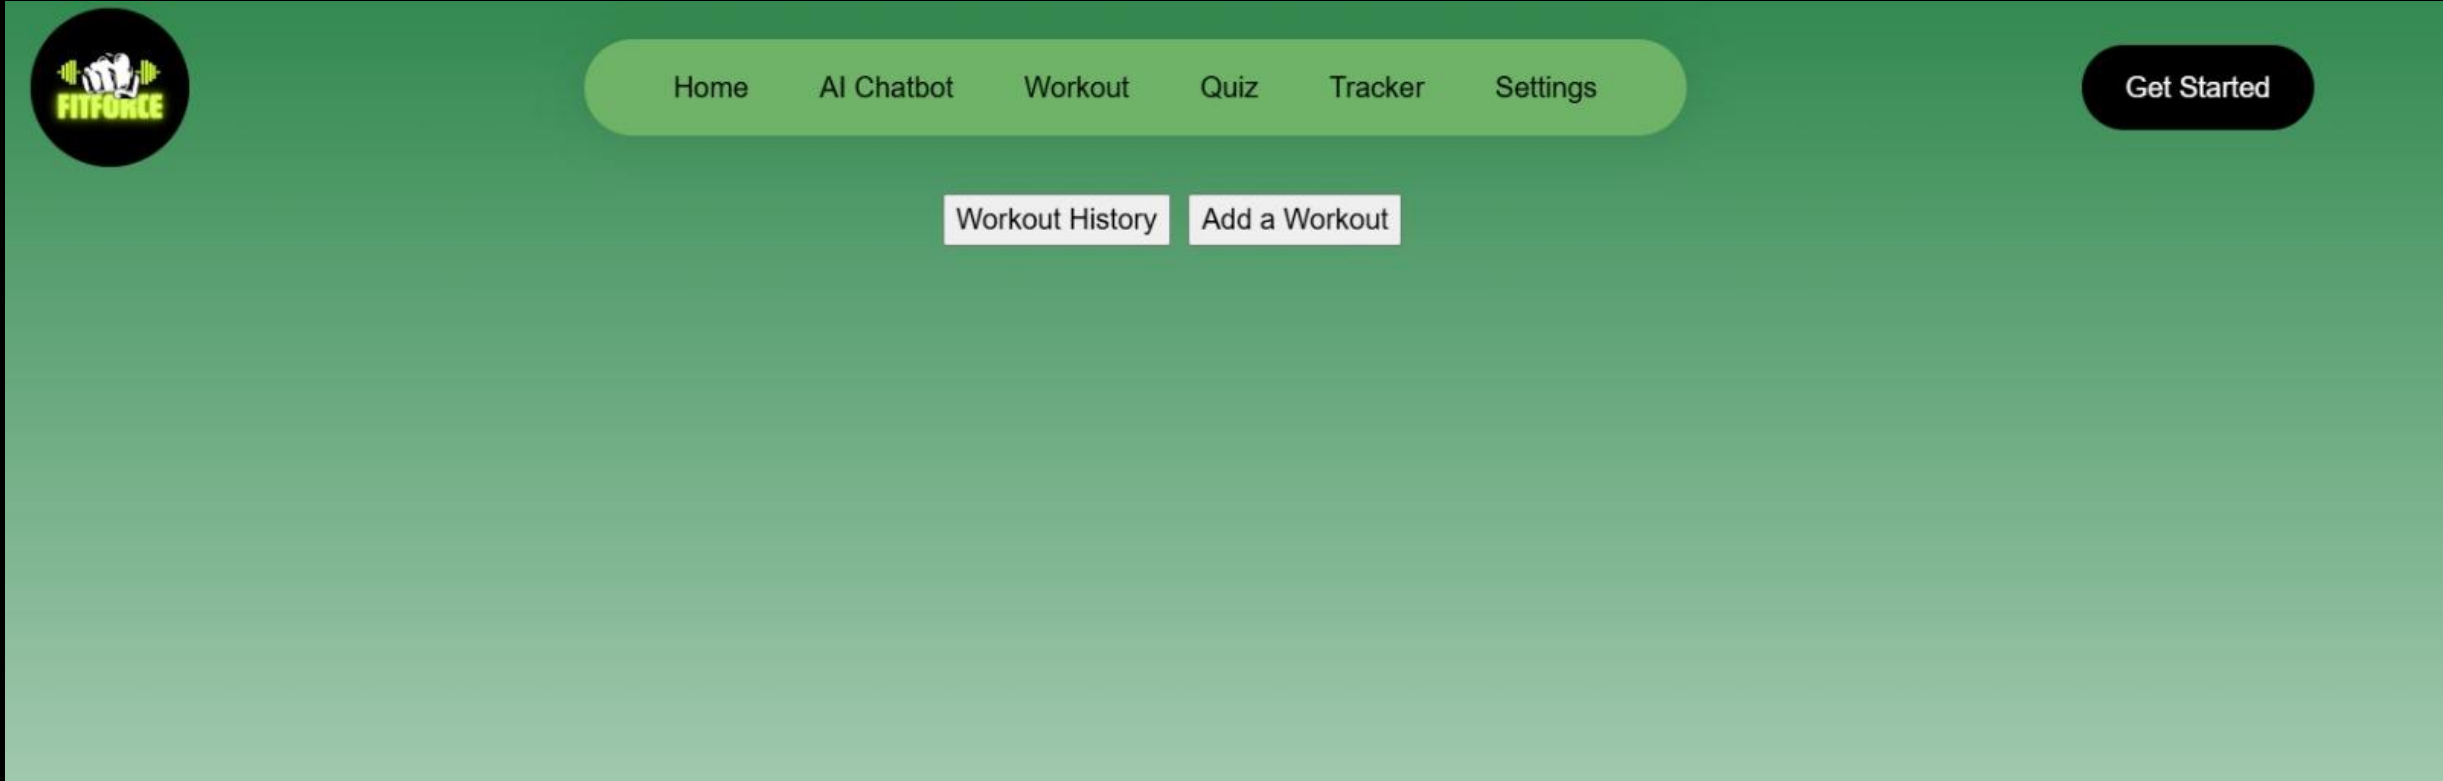 FITFORCE
Home AI Chatbot Workout Quiz Tracker Settings
Get Started
Workout History Add a Workout